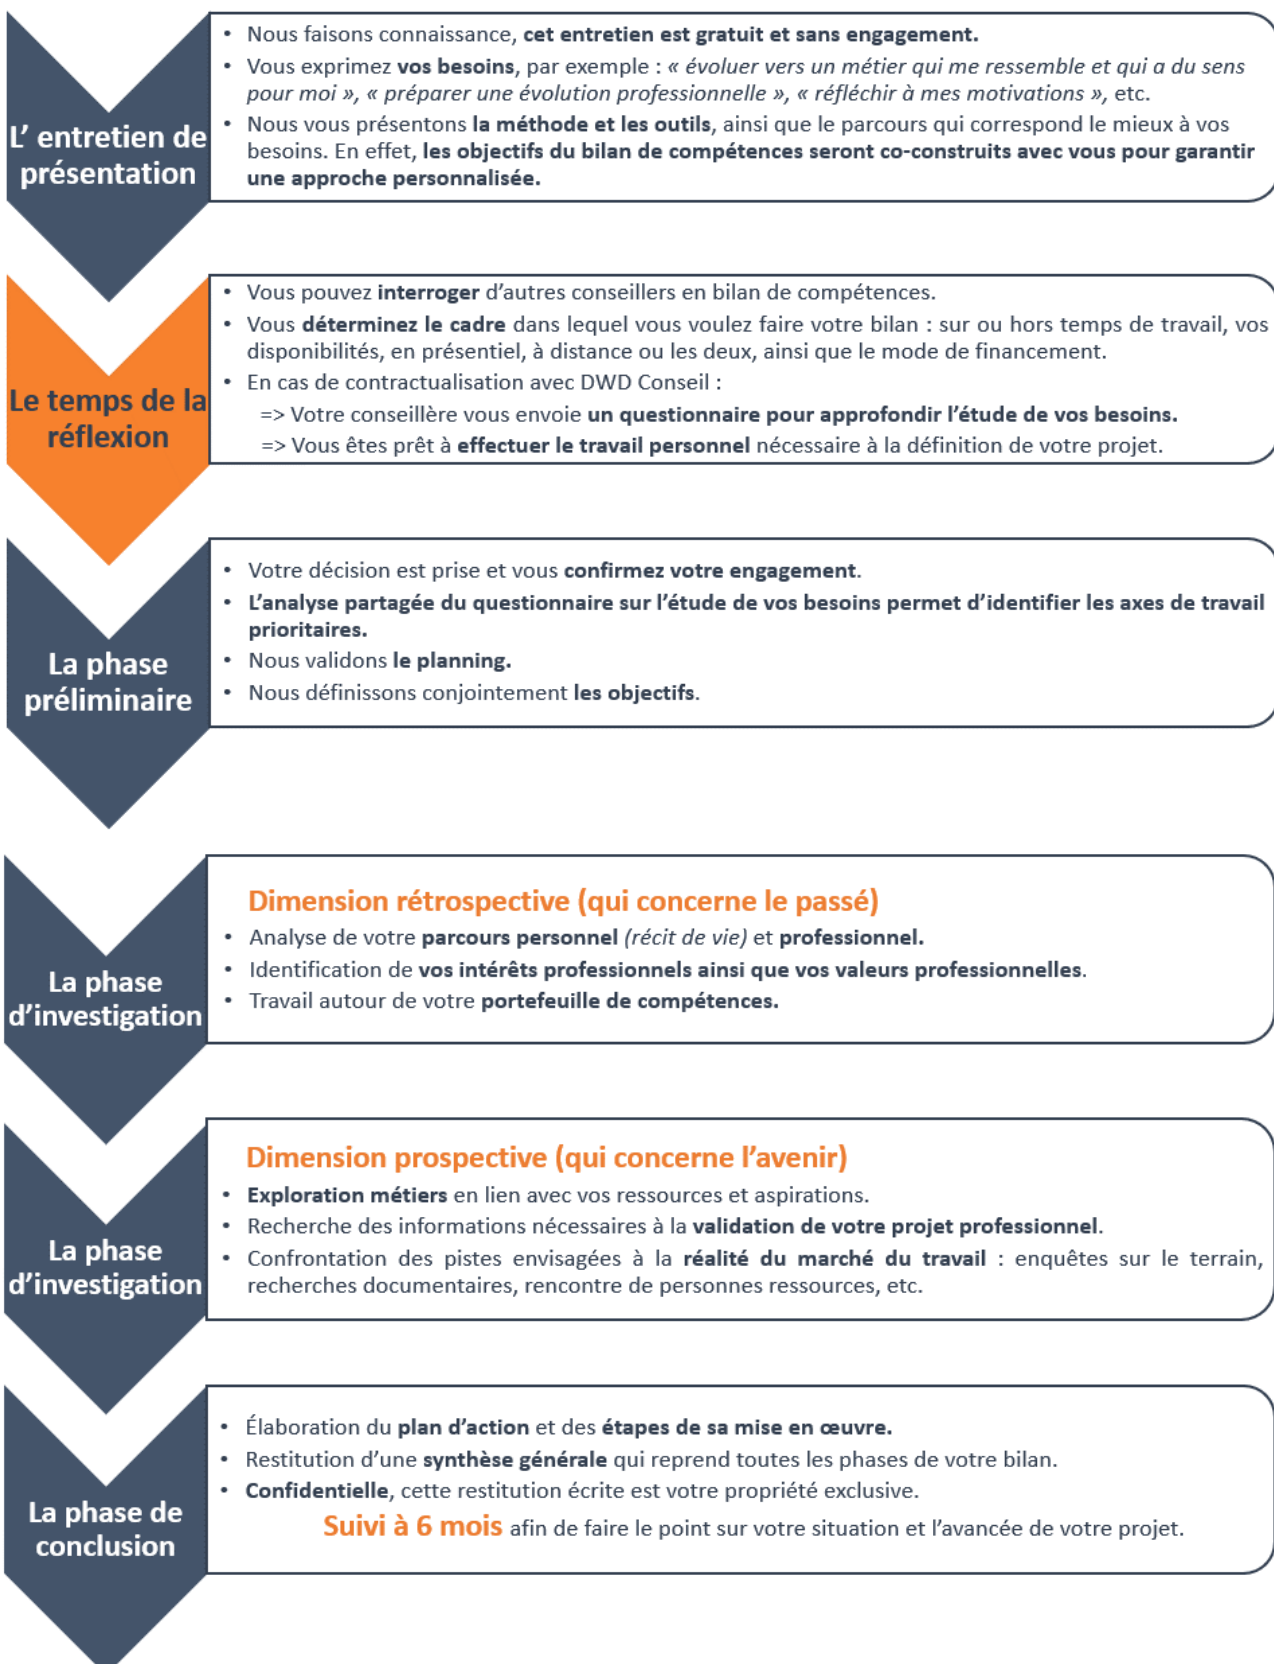 L' entretien de
présentation
• Nous faisons connaissance, cet entretien est gratuit et sans engagement.
• Vous exprimez vos besoins, par exemple : « évoluer vers un métier qui me ressemble et qui a du sens
pour moi », « préparer une évolution professionnelle », « réfléchir à mes motivations », etc.
• Nous vous présentons la méthode et les outils, ainsi que le parcours qui correspond le mieux à vos
besoins. En effet, les objectifs du bilan de compétences seront co-construits avec vous pour garantir
une approche personnalisée.
Le temps de la
réflexion
• Vous pouvez interroger d'autres conseillers en bilan de compétences.
• Vous déterminez le cadre dans lequel vous voulez faire votre bilan : sur ou hors temps de travail, vos
disponibilités, en présentiel, à distance ou les deux, ainsi que le mode de financement.
• En cas de contractualisation avec DWD Conseil :
=> Votre conseillère vous envoie un questionnaire pour approfondir l'étude de vos besoins.
=> Vous êtes prêt à effectuer le travail personnel nécessaire à la définition de votre projet.
La phase
préliminaire
• Votre décision est prise et vous confirmez votre engagement.
• L'analyse partagée du questionnaire sur l'étude de vos besoins permet d'identifier les axes de travail
prioritaires.
• Nous validons le planning.
• Nous définissons conjointement les objectifs.
La phase
d'investigation
Dimension rétrospective (qui concerne le passé)
• Analyse de votre parcours personnel (récit de vie) et professionnel.
• Identification de vos intérêts professionnels ainsi que vos valeurs professionnelles.
• Travail autour de votre portefeuille de compétences.
La phase
d'investigation
Dimension prospective (qui concerne l'avenir)
• Exploration métiers en lien avec vos ressources et aspirations.
• Recherche des informations nécessaires à la validation de votre projet professionnel.
• Confrontation des pistes envisagées à la réalité du marché du travail : enquêtes sur le terrain,
recherches documentaires, rencontre de personnes ressources, etc.
La phase de
conclusion
• Élaboration du plan d'action et des étapes de sa mise en œuvre.
• Restitution d'une synthèse générale qui reprend toutes les phases de votre bilan.
• Confidentielle, cette restitution écrite est votre propriété exclusive.
Suivi à 6 mois afin de faire le point sur votre situation et l'avancée de votre projet.